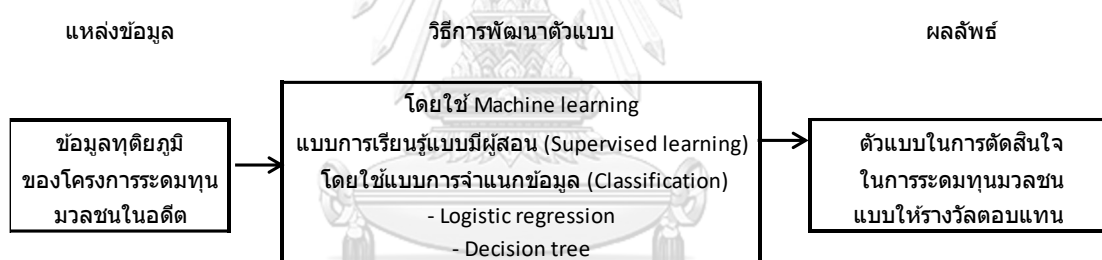 แหล่งข้อมูล
วิธีการพัฒนาตัวแบบ
ผลลัพธ์
ข้อมูลทุติยภูมิ
ของโครงการระดมทุน
มวลชนในอดีต
โดยใช้ Machine learning
แบบการเรียนรู้แบบมีผู้สอน (Supervised learning)
โดยใช้แบบการจำแนกข้อมูล (Classification)
- Logistic regression
- Decision tree
ตัวแบบในการตัดสินใจ
ในการระดมทุนมวลชน
แบบให้รางวัลตอบแทน